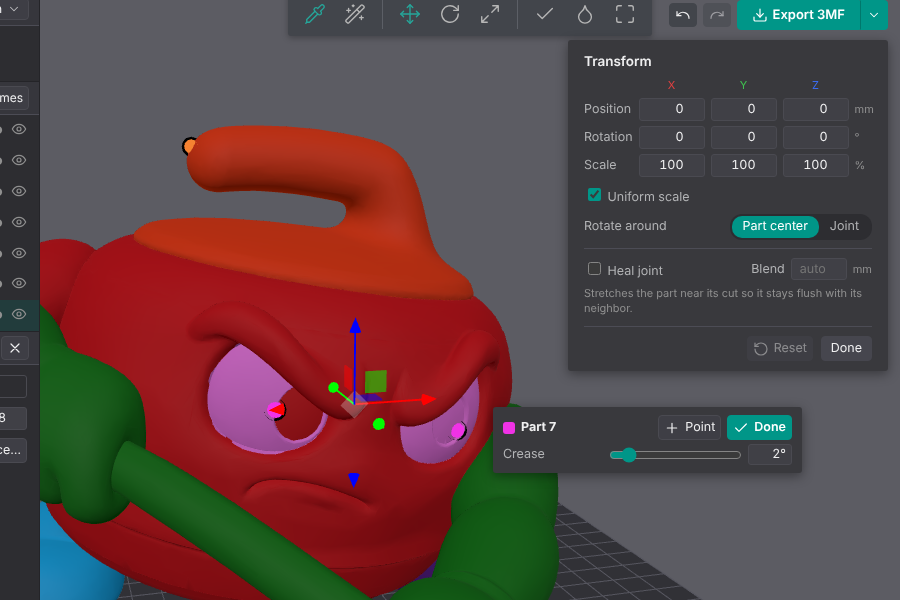 Export 3MF
Transform
X Y Z
Position 0 0 0 mm
Rotation 0 0 0 °
Scale 100 100 100 %
Uniform scale
Rotate around Part center Joint
Heal joint Blend auto mm
Stretches the part near its cut so it stays flush with its
neighbor.
Reset Done
Part 7 Point Done
Crease 2°
mes
8
ce...